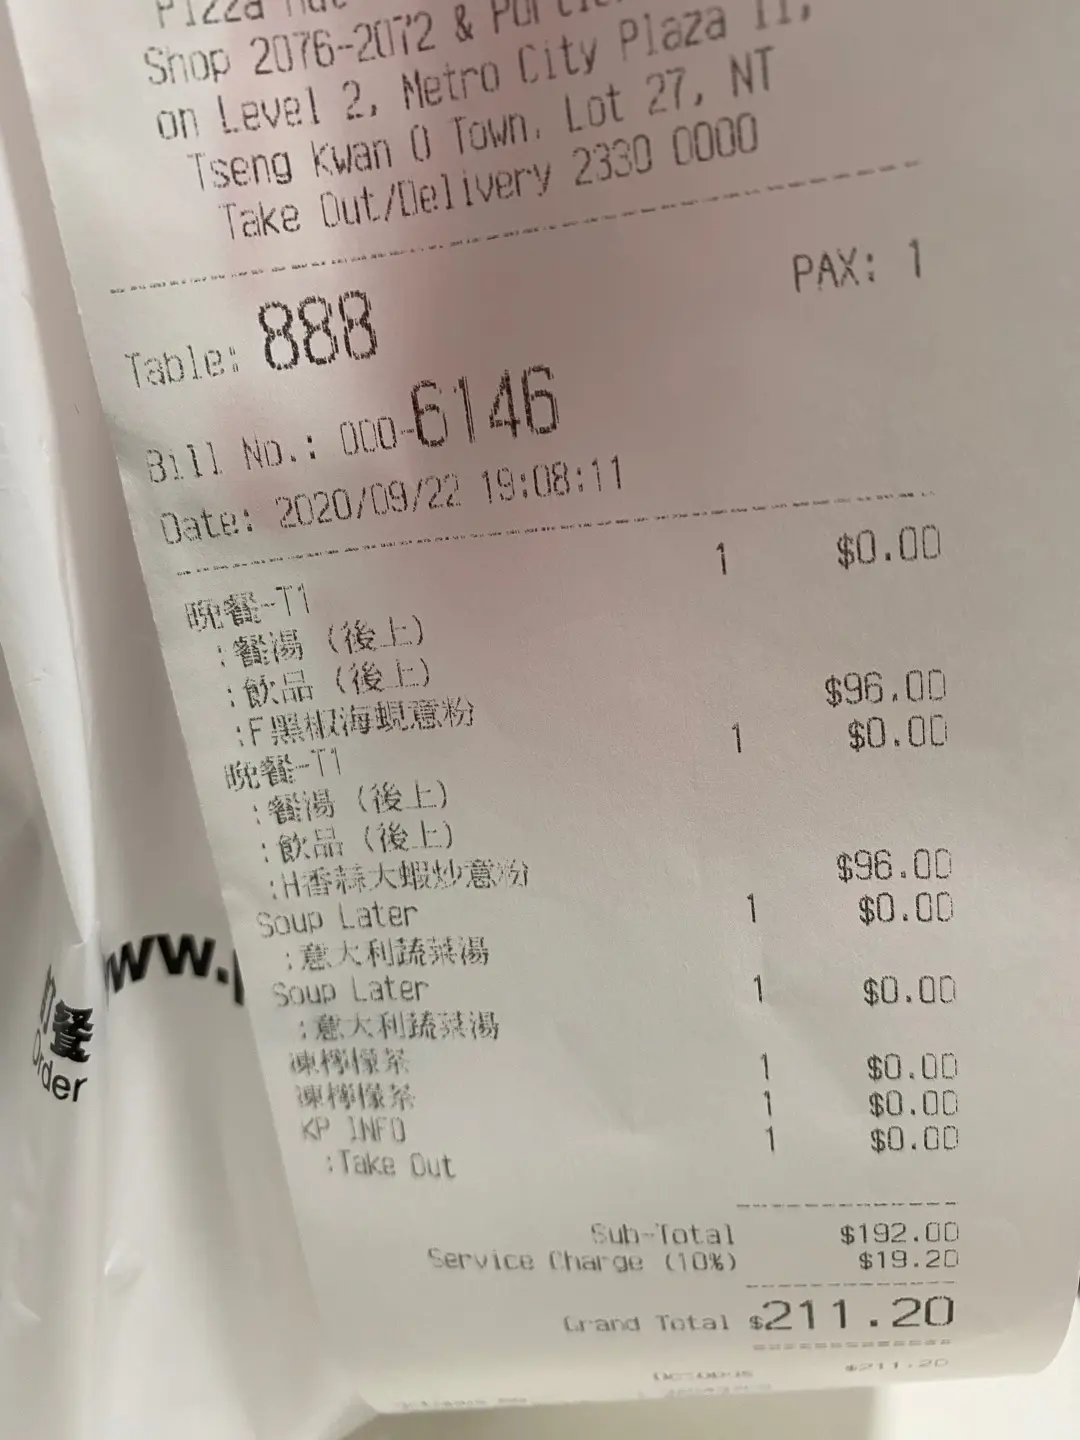 Pizza Hut
Shop 2076-2072 &
on Level 2, Metro City Plaza II,
Tseng Kwan O Town, Lot 27, NT
Take Out/Delivery 2330 0000
Table: 888 PAX: 1
Bill No.: 000-6146
Date: 2020/09/22 19:08:11
晚餐-T1 1 $0.00
:餐湯 (後上)
:飲品 (後上)
:F黑椒海蜆意粉 $96.00
晚餐-T1 1 $0.00
:餐湯 (後上)
:飲品 (後上)
:H香蒜大蝦炒意粉 $96.00
Soup Later 1 $0.00
:意大利蔬菜湯
Soup Later 1 $0.00
:意大利蔬菜湯
凍檸檬茶 1 $0.00
凍檸檬茶 1 $0.00
KP INFO 1 $0.00
:Take Out
Sub-Total $192.00
Service Charge (10%) $19.20
Grand Total $211.20
Octopus $211.20
www.
餐
Order